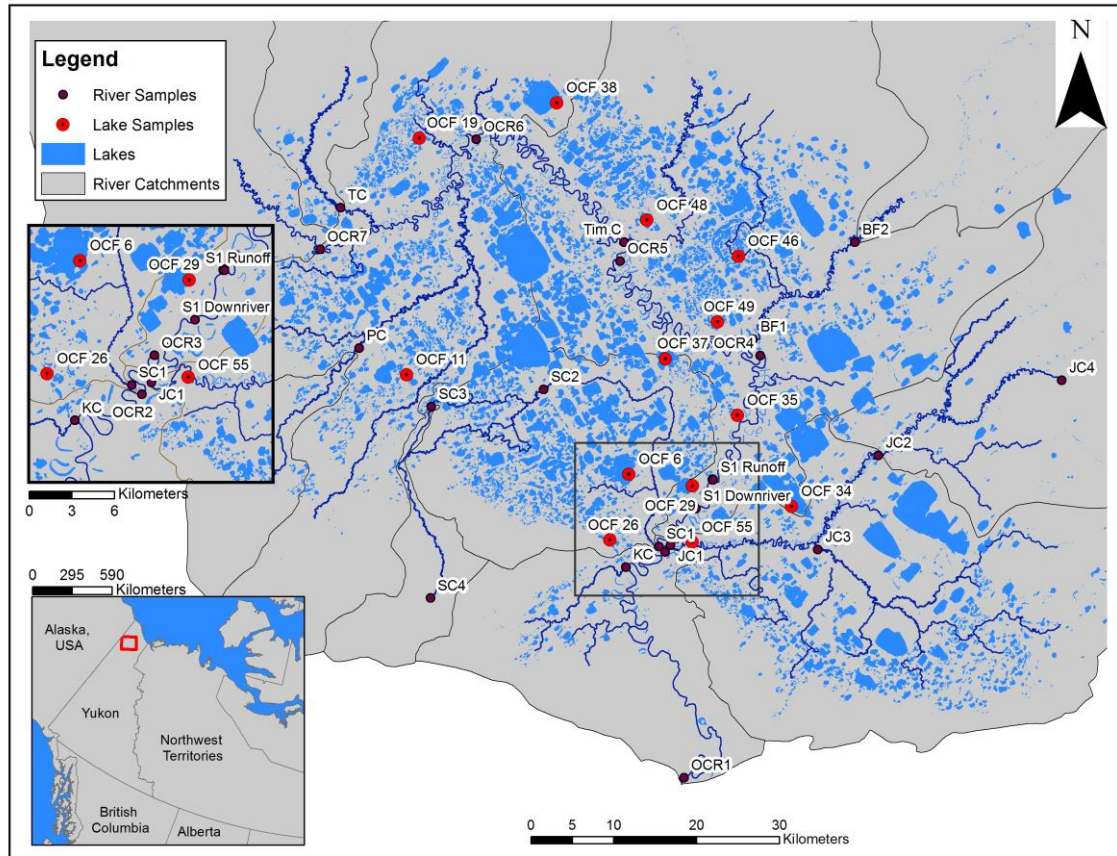 Legend
River Samples
Lake Samples
Lakes
River Catchments
N
OCF 38
OCF 19
OCR6
TC
OCR7
OCF 48
Tim C
OCR5
OCF 46
BF2
OCF 49
BF1
OCR4
OCF 37
PC
OCF 11
SC3
SC2
JC4
OCF 35
JC2
OCF 6
S1 Runoff
OCF 29
S1 Downriver
OCF 34
OCF 26
OCF 55
SC1
KC
JC1
JC3
SC4
OCR1
OCF 6
OCF 29
S1 Runoff
S1 Downriver
OCR3
OCF 26
SC1
OCF 55
KC
JC1
OCR2
0 3 6
Kilometers
0 295 590
Kilometers
Alaska,
USA
Yukon
Northwest
Territories
British
Columbia
Alberta
0 5 10 20 30
Kilometers